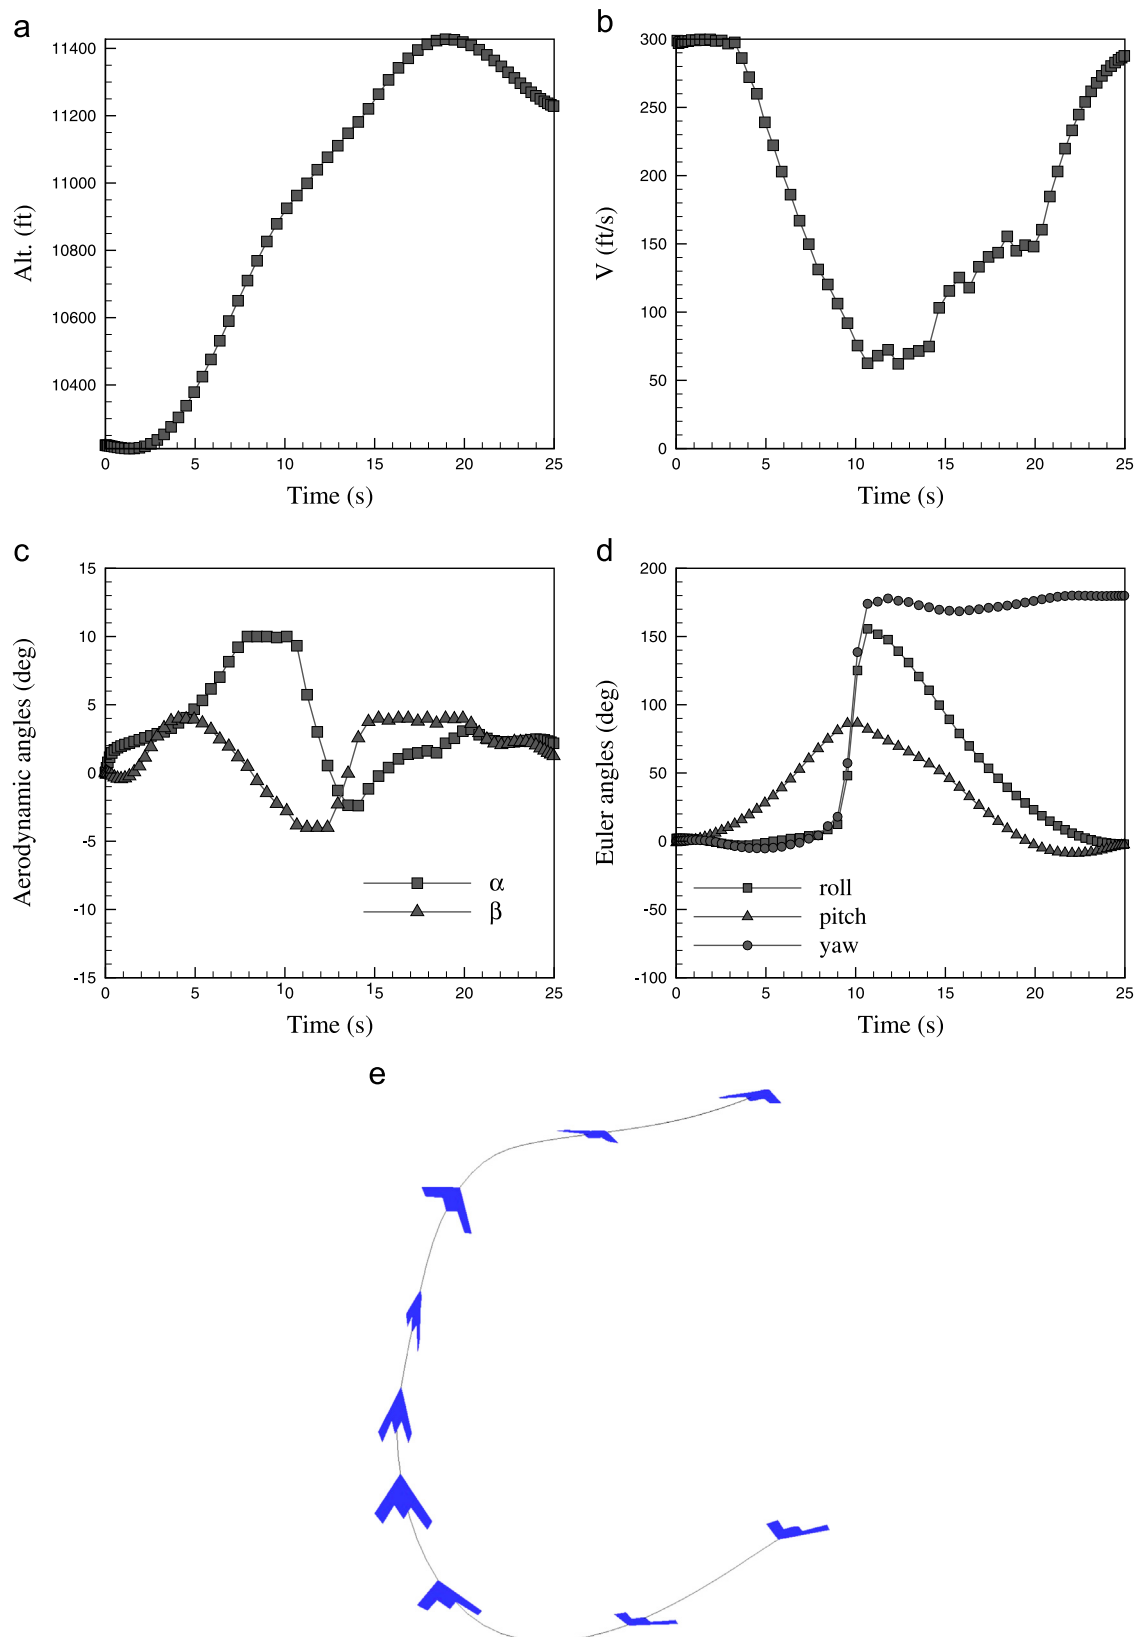 a
Alt. (ft)
11400
11200
11000
10800
10600
10400
0 5 10 15 20 25
Time (s)
b
V (ft/s)
300
250
200
150
100
50
0
0 5 10 15 20 25
Time (s)
c
Aerodynamic angles (deg)
15
10
5
0
-5
-10
-15
α
β
0 5 10 15 20 25
Time (s)
d
Euler angles (deg)
200
150
100
50
0
-50
-100
roll
pitch
yaw
0 5 10 15 20 25
Time (s)
e